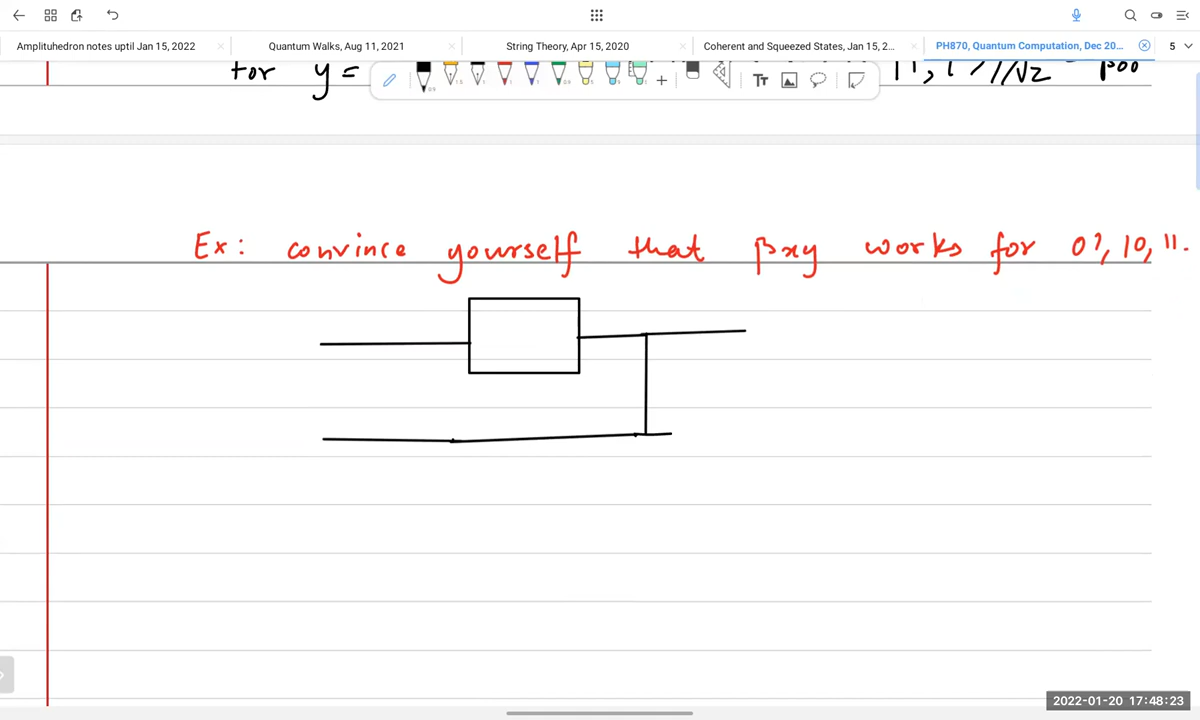 Amplituhedron notes uptil Jan 15, 2022 Quantum Walks, Aug 11, 2021 String Theory, Apr 15, 2020 Coherent and Squeezed States, Jan 15, 2... PH870, Quantum Computation, Dec 20... 5
for y =
Tт
Ex: convince yourself that βxy works for 01, 10, 11.
2022-01-20 17:48:23